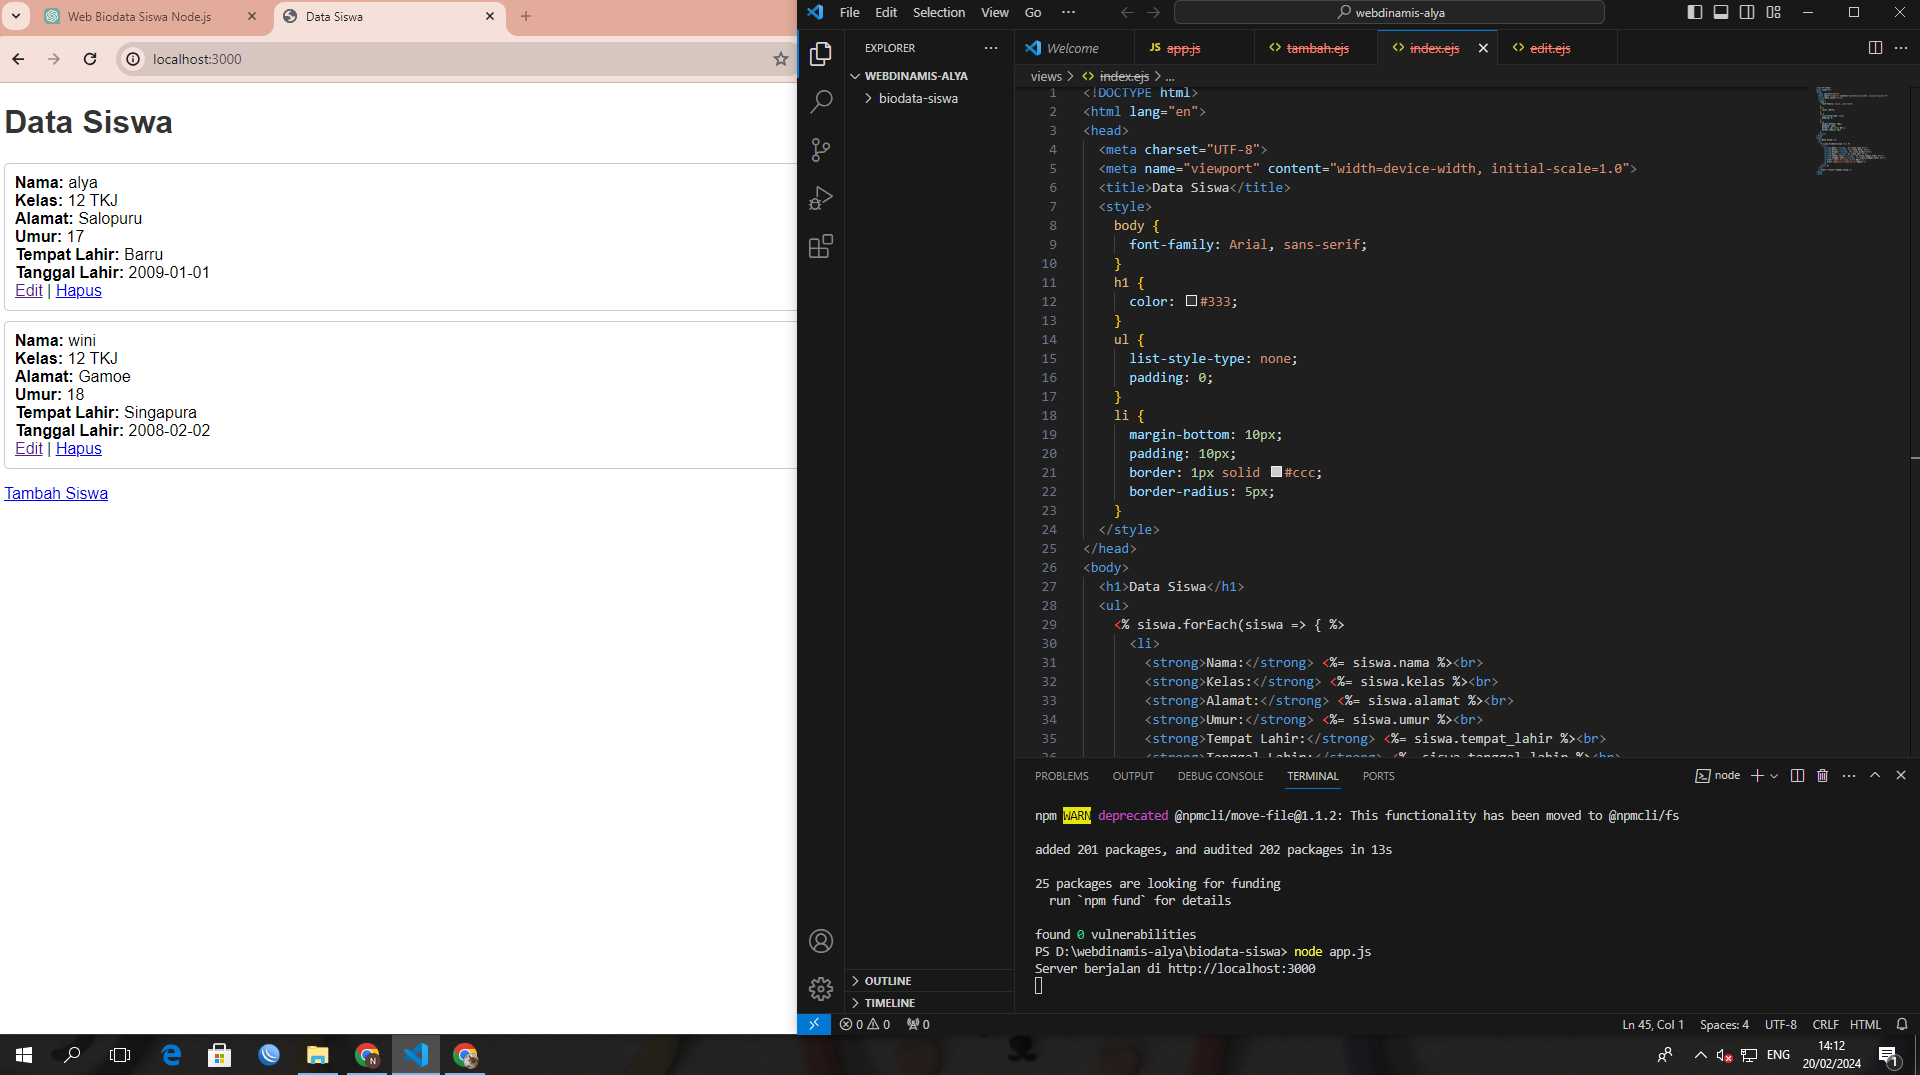 Web Biodata Siswa Node.js
Data Siswa
localhost:3000
Data Siswa
Nama: alya
Kelas: 12 TKJ
Alamat: Salopuru
Umur: 17
Tempat Lahir: Barru
Tanggal Lahir: 2009-01-01
Edit | Hapus
Nama: wini
Kelas: 12 TKJ
Alamat: Gamoe
Umur: 18
Tempat Lahir: Singapura
Tanggal Lahir: 2008-02-02
Edit | Hapus
Tambah Siswa
File Edit Selection View Go ···
webdinamis-alya
EXPLORER
WEBDINAMIS-ALYA
biodata-siswa
OUTLINE
TIMELINE
Welcome
JS app.js
<> tambah.ejs
<> index.ejs
<> edit.ejs
views > <> index.ejs > ...
1 <!DOCTYPE html>
2 <html lang="en">
3 <head>
4 <meta charset="UTF-8">
5 <meta name="viewport" content="width=device-width, initial-scale=1.0">
6 <title>Data Siswa</title>
7 <style>
8 body {
9 font-family: Arial, sans-serif;
10 }
11 h1 {
12 color: #333;
13 }
14 ul {
15 list-style-type: none;
16 padding: 0;
17 }
18 li {
19 margin-bottom: 10px;
20 padding: 10px;
21 border: 1px solid #ccc;
22 border-radius: 5px;
23 }
24 </style>
25 </head>
26 <body>
27 <h1>Data Siswa</h1>
28 <ul>
29 <% siswa.forEach(siswa => { %>
30 <li>
31 <strong>Nama:</strong> <%= siswa.nama %><br>
32 <strong>Kelas:</strong> <%= siswa.kelas %><br>
33 <strong>Alamat:</strong> <%= siswa.alamat %><br>
34 <strong>Umur:</strong> <%= siswa.umur %><br>
35 <strong>Tempat Lahir:</strong> <%= siswa.tempat_lahir %><br>
36 <strong>Tanggal Lahir:</strong> <%= siswa.tanggal_lahir %><br>
PROBLEMS OUTPUT DEBUG CONSOLE TERMINAL PORTS
node
npm WARN deprecated @npmcli/move-file@1.1.2: This functionality has been moved to @npmcli/fs
added 201 packages, and audited 202 packages in 13s
25 packages are looking for funding
run `npm fund` for details
found 0 vulnerabilities
PS D:\webdinamis-alya\biodata-siswa> node app.js
Server berjalan di http://localhost:3000
0 0 0
Ln 45, Col 1 Spaces: 4 UTF-8 CRLF HTML
N
ENG
14:12
20/02/2024
1